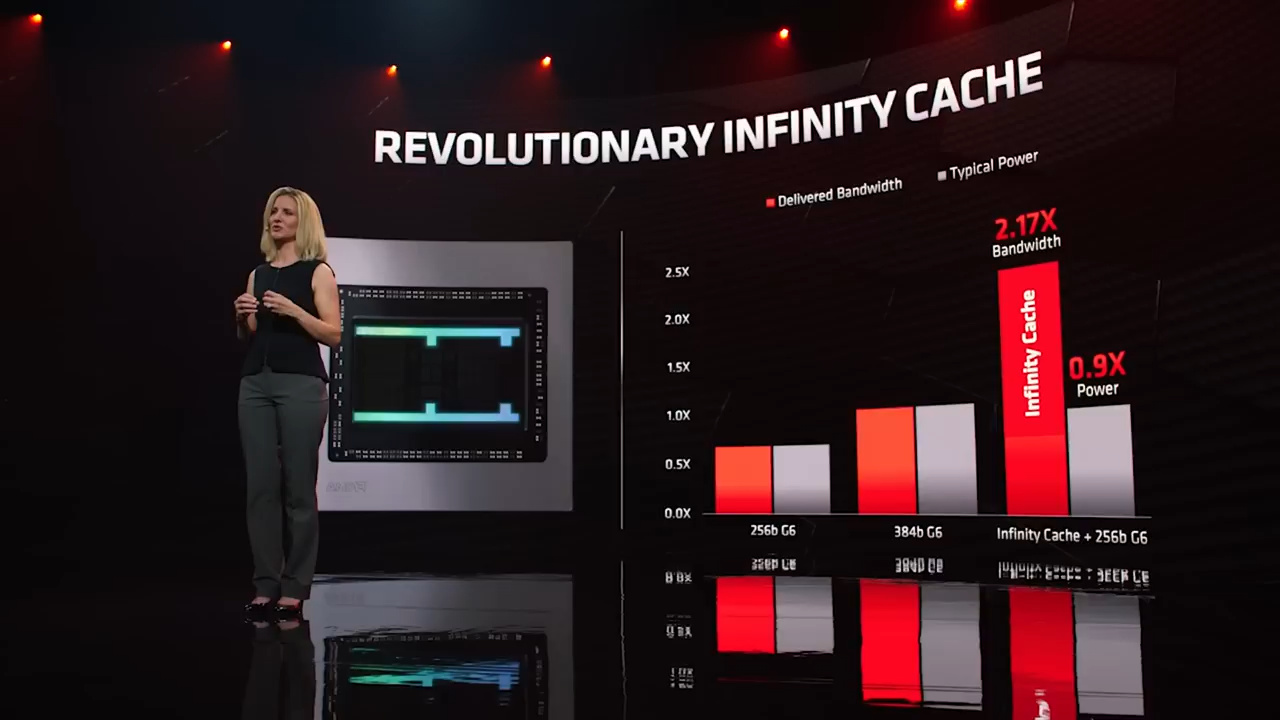 REVOLUTIONARY INFINITY CACHE
Delivered Bandwidth
Typical Power
2.17X
Bandwidth
2.5X
2.0X
1.5X
1.0X
0.5X
0.0X
Infinity Cache
0.9X
Power
256b G6
384b G6
Infinity Cache + 256b G6